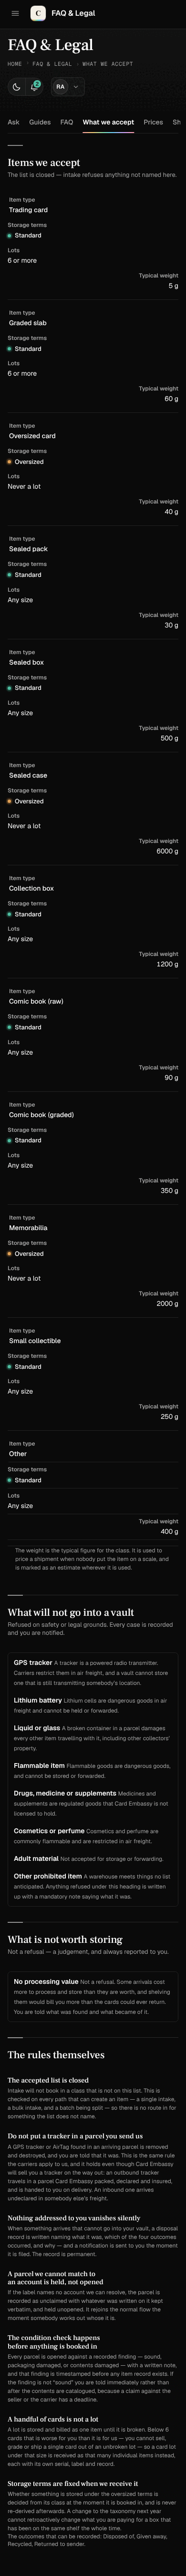 C FAQ & Legal
FAQ & Legal
HOME › FAQ & LEGAL › WHAT WE ACCEPT
2
RA
Ask Guides FAQ What we accept Prices Sh
Items we accept
The list is closed — intake refuses anything not named here.
Item type
Trading card
Storage terms
Standard
Lots
6 or more
Typical weight
5 g
Item type
Graded slab
Storage terms
Standard
Lots
6 or more
Typical weight
60 g
Item type
Oversized card
Storage terms
Oversized
Lots
Never a lot
Typical weight
40 g
Item type
Sealed pack
Storage terms
Standard
Lots
Any size
Typical weight
30 g
Item type
Sealed box
Storage terms
Standard
Lots
Any size
Typical weight
500 g
Item type
Sealed case
Storage terms
Oversized
Lots
Never a lot
Typical weight
6000 g
Item type
Collection box
Storage terms
Standard
Lots
Any size
Typical weight
1200 g
Item type
Comic book (raw)
Storage terms
Standard
Lots
Any size
Typical weight
90 g
Item type
Comic book (graded)
Storage terms
Standard
Lots
Any size
Typical weight
350 g
Item type
Memorabilia
Storage terms
Oversized
Lots
Never a lot
Typical weight
2000 g
Item type
Small collectible
Storage terms
Standard
Lots
Any size
Typical weight
250 g
Item type
Other
Storage terms
Standard
Lots
Any size
Typical weight
400 g
The weight is the typical figure for the class. It is used to
price a shipment when nobody put the item on a scale, and
is marked as an estimate wherever it is used.
What will not go into a vault
Refused on safety or legal grounds. Every case is recorded
and you are notified.
GPS tracker A tracker is a powered radio transmitter.
Carriers restrict them in air freight, and a vault cannot store
one that is still transmitting somebody's location.
Lithium battery Lithium cells are dangerous goods in air
freight and cannot be held or forwarded.
Liquid or glass A broken container in a parcel damages
every other item travelling with it, including other collectors'
property.
Flammable item Flammable goods are dangerous goods,
and cannot be stored or forwarded.
Drugs, medicine or supplements Medicines and
supplements are regulated goods that Card Embassy is not
licensed to hold.
Cosmetics or perfume Cosmetics and perfume are
commonly flammable and are restricted in air freight.
Adult material Not accepted for storage or forwarding.
Other prohibited item A warehouse meets things no list
anticipated. Anything refused under this heading is written
up with a mandatory note saying what it was.
What is not worth storing
Not a refusal — a judgement, and always reported to you.
No processing value Not a refusal. Some arrivals cost
more to process and store than they are worth, and shelving
them would bill you more than the cards could ever return.
You are told what was found and what became of it.
The rules themselves
The accepted list is closed
Intake will not book in a class that is not on this list. This is
checked on every path that can create an item — a single intake,
a bulk intake, and a batch being split — so there is no route in for
something the list does not name.
Do not put a tracker in a parcel you send us
A GPS tracker or AirTag found in an arriving parcel is removed
and destroyed, and you are told that it was. This is the same rule
the carriers apply to us, and it holds even though Card Embassy
will sell you a tracker on the way out: an outbound tracker
travels in a parcel Card Embassy packed, declared and insured,
and is handed to you on delivery. An inbound one arrives
undeclared in somebody else's freight.
Nothing addressed to you vanishes silently
When something arrives that cannot go into your vault, a disposal
record is written naming what it was, which of the four outcomes
occurred, and why — and a notification is sent to you the moment
it is filed. The record is permanent.
A parcel we cannot match to
an account is held, not opened
If the label names no account we can resolve, the parcel is
recorded as unclaimed with whatever was written on it kept
verbatim, and held. It rejoins the normal flow the
moment somebody works out whose it is.
The condition check happens
before anything is booked in
Every parcel is opened against a recorded finding — sound,
packaging damaged, or contents damaged — with a written note,
and that finding is timestamped before any item record exists. If
the finding is not "sound" you are told immediately rather than
after the contents are catalogued, because a claim against the
seller or the carrier has a deadline.
A handful of cards is not a lot
A lot is stored and billed as one item until it is broken. Below 6
cards that is worse for you than it is for us — you cannot sell,
grade or ship a single card out of an unbroken lot — so a card lot
under that size is received as that many individual items instead,
each with its own serial, label and record.
Storage terms are fixed when we receive it
Whether something is stored under the oversized terms is
decided from its class at the moment it is booked in, and is never
re-derived afterwards. A change to the taxonomy next year
cannot retroactively change what you are paying for a box that
has been on the same shelf the whole time.
The outcomes that can be recorded: Disposed of, Given away,
Recycled, Returned to sender.